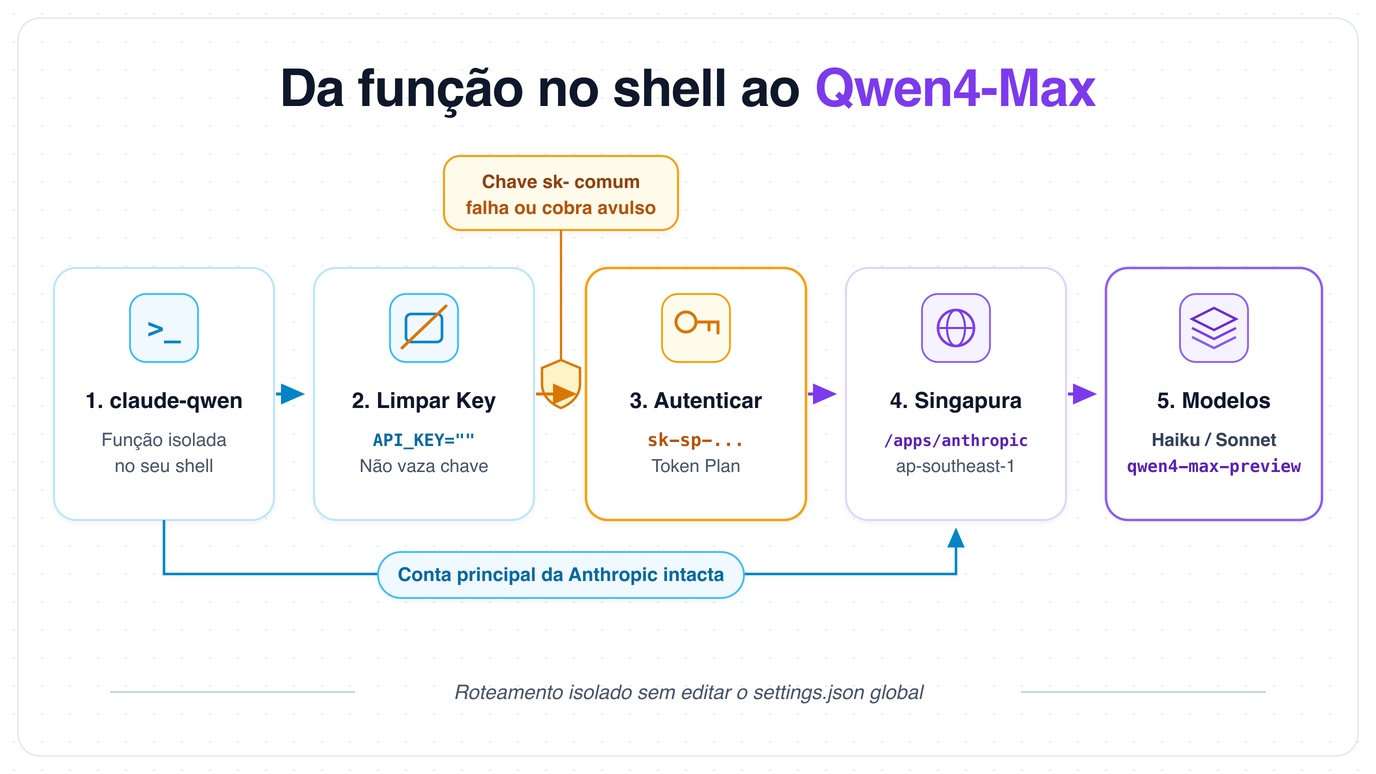 Da função no shell ao Qwen4-Max
Chave sk- comum
falha ou cobra avulso
>_
1. claude-qwen
Função isolada
no seu shell
2. Limpar Key
API_KEY=""
Não vaza chave
3. Autenticar
sk-sp-...
Token Plan
4. Singapura
/apps/anthropic
ap-southeast-1
5. Modelos
Haiku / Sonnet
qwen4-max-preview
Conta principal da Anthropic intacta
Roteamento isolado sem editar o settings.json global